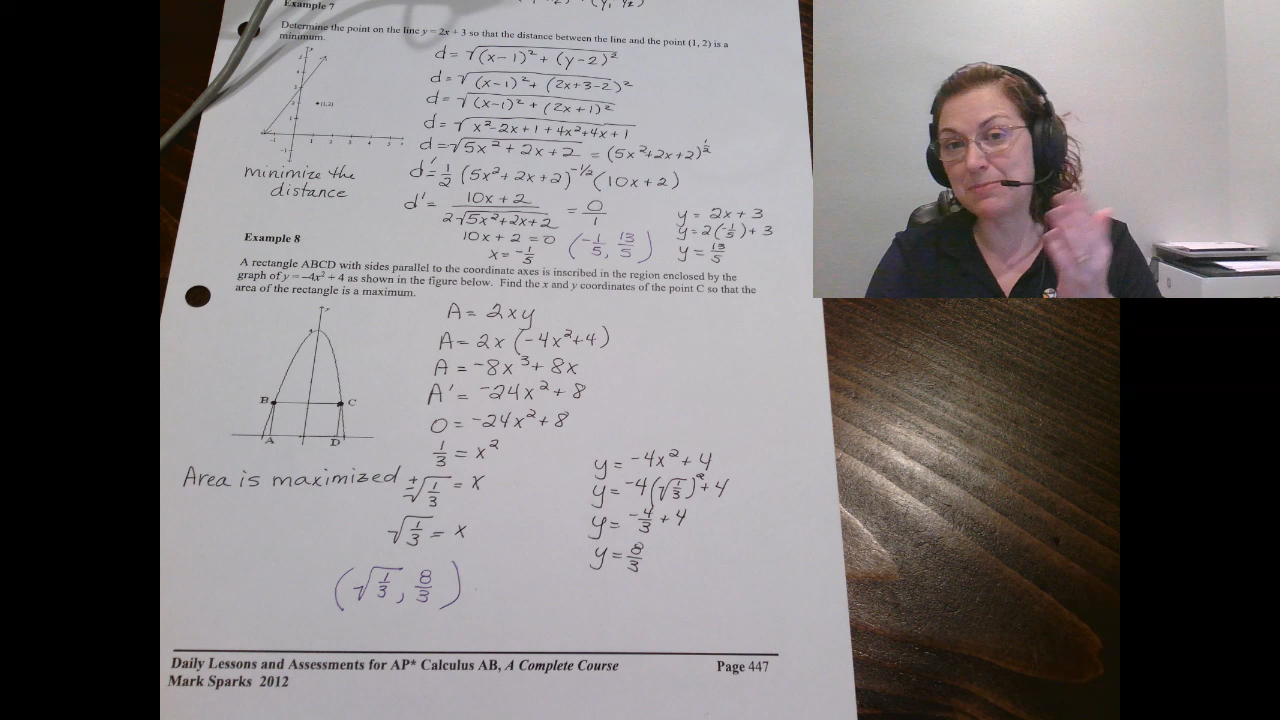 Example 7
Determine the point on the line y = 2x + 3 so that the distance between the line and the point (1, 2) is a
minimum.
d = √(x-1)² + (y-2)²
d = √(x-1)² + (2x+3-2)²
d = √(x-1)² + (2x+1)²
d = √x²-2x+1+4x²+4x+1
d = √5x²+2x+2 = (5x²+2x+2)^½
(1,2)
minimize the
distance
d' = ½ (5x²+2x+2)^-1/2 (10x+2)
d' = 10x+2 / 2√5x²+2x+2 = 0/1
10x + 2 = 0
x = -1/5
(-1/5, 13/5)
y = 2x + 3
y = 2(-1/5) + 3
y = 13/5
Example 8
A rectangle ABCD with sides parallel to the coordinate axes is inscribed in the region enclosed by the
graph of y = –4x² + 4 as shown in the figure below. Find the x and y coordinates of the point C so that the
area of the rectangle is a maximum.
A = 2xy
A = 2x (-4x²+4)
A = -8x³ + 8x
A' = -24x² + 8
0 = -24x² + 8
1/3 = x²
B C
A D
Area is maximized
±√1/3 = x
√1/3 = x
(√1/3, 8/3)
y = -4x² + 4
y = -4(√1/3)² + 4
y = -4/3 + 4
y = 8/3
Daily Lessons and Assessments for AP* Calculus AB, A Complete Course
Page 447
Mark Sparks 2012